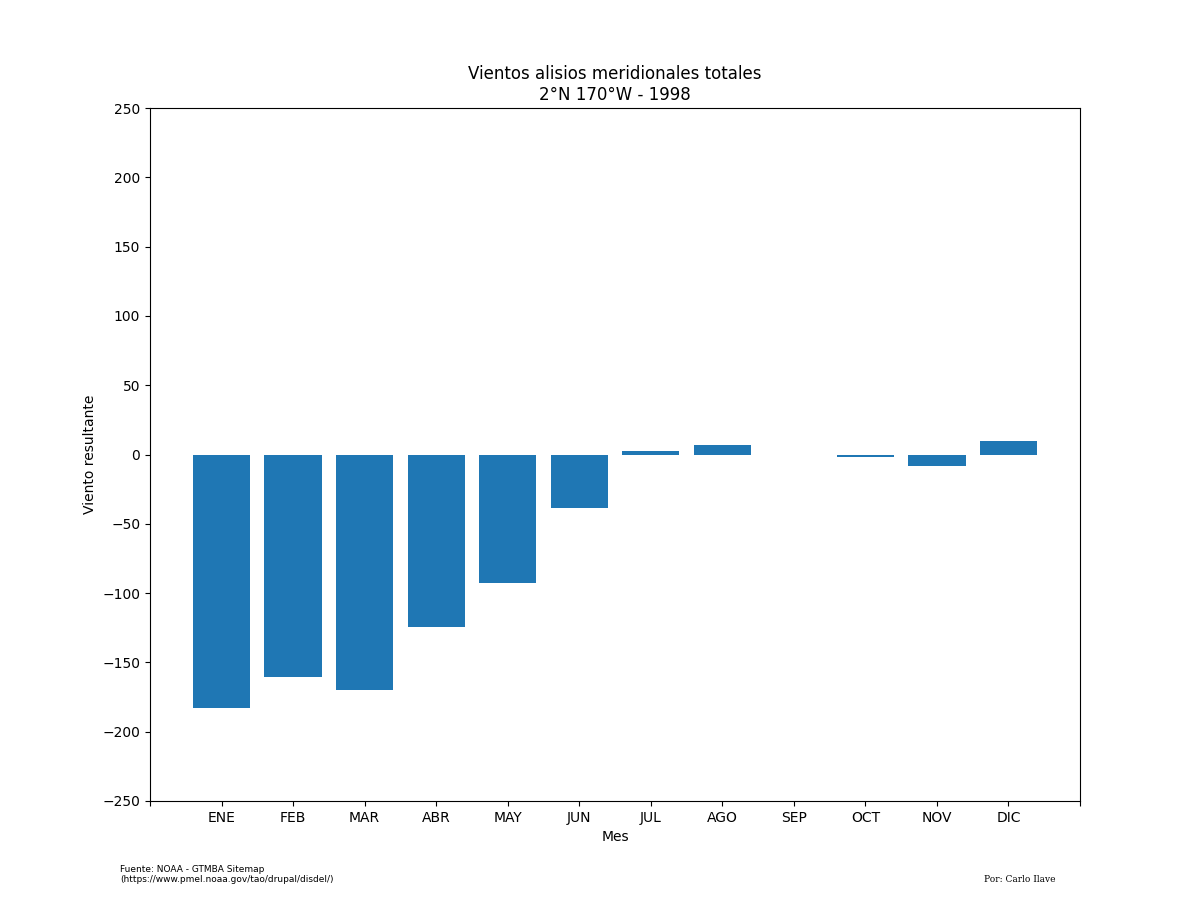 Vientos alisios meridionales totales
2°N 170°W - 1998
250
200
150
100
50
0
−50
−100
−150
−200
−250
Viento resultante
ENE FEB MAR ABR MAY JUN JUL AGO SEP OCT NOV DIC
Mes
Fuente: NOAA - GTMBA Sitemap
(https://www.pmel.noaa.gov/tao/drupal/disdel/)
Por: Carlo Ilave